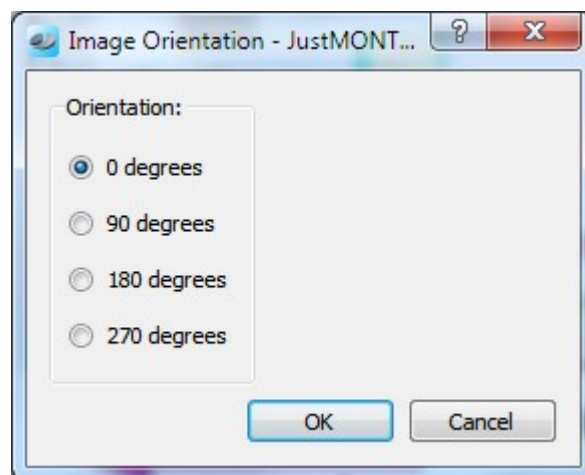 Image Orientation - JustMONT...
?
X
Orientation:
0 degrees
90 degrees
180 degrees
270 degrees
OK
Cancel